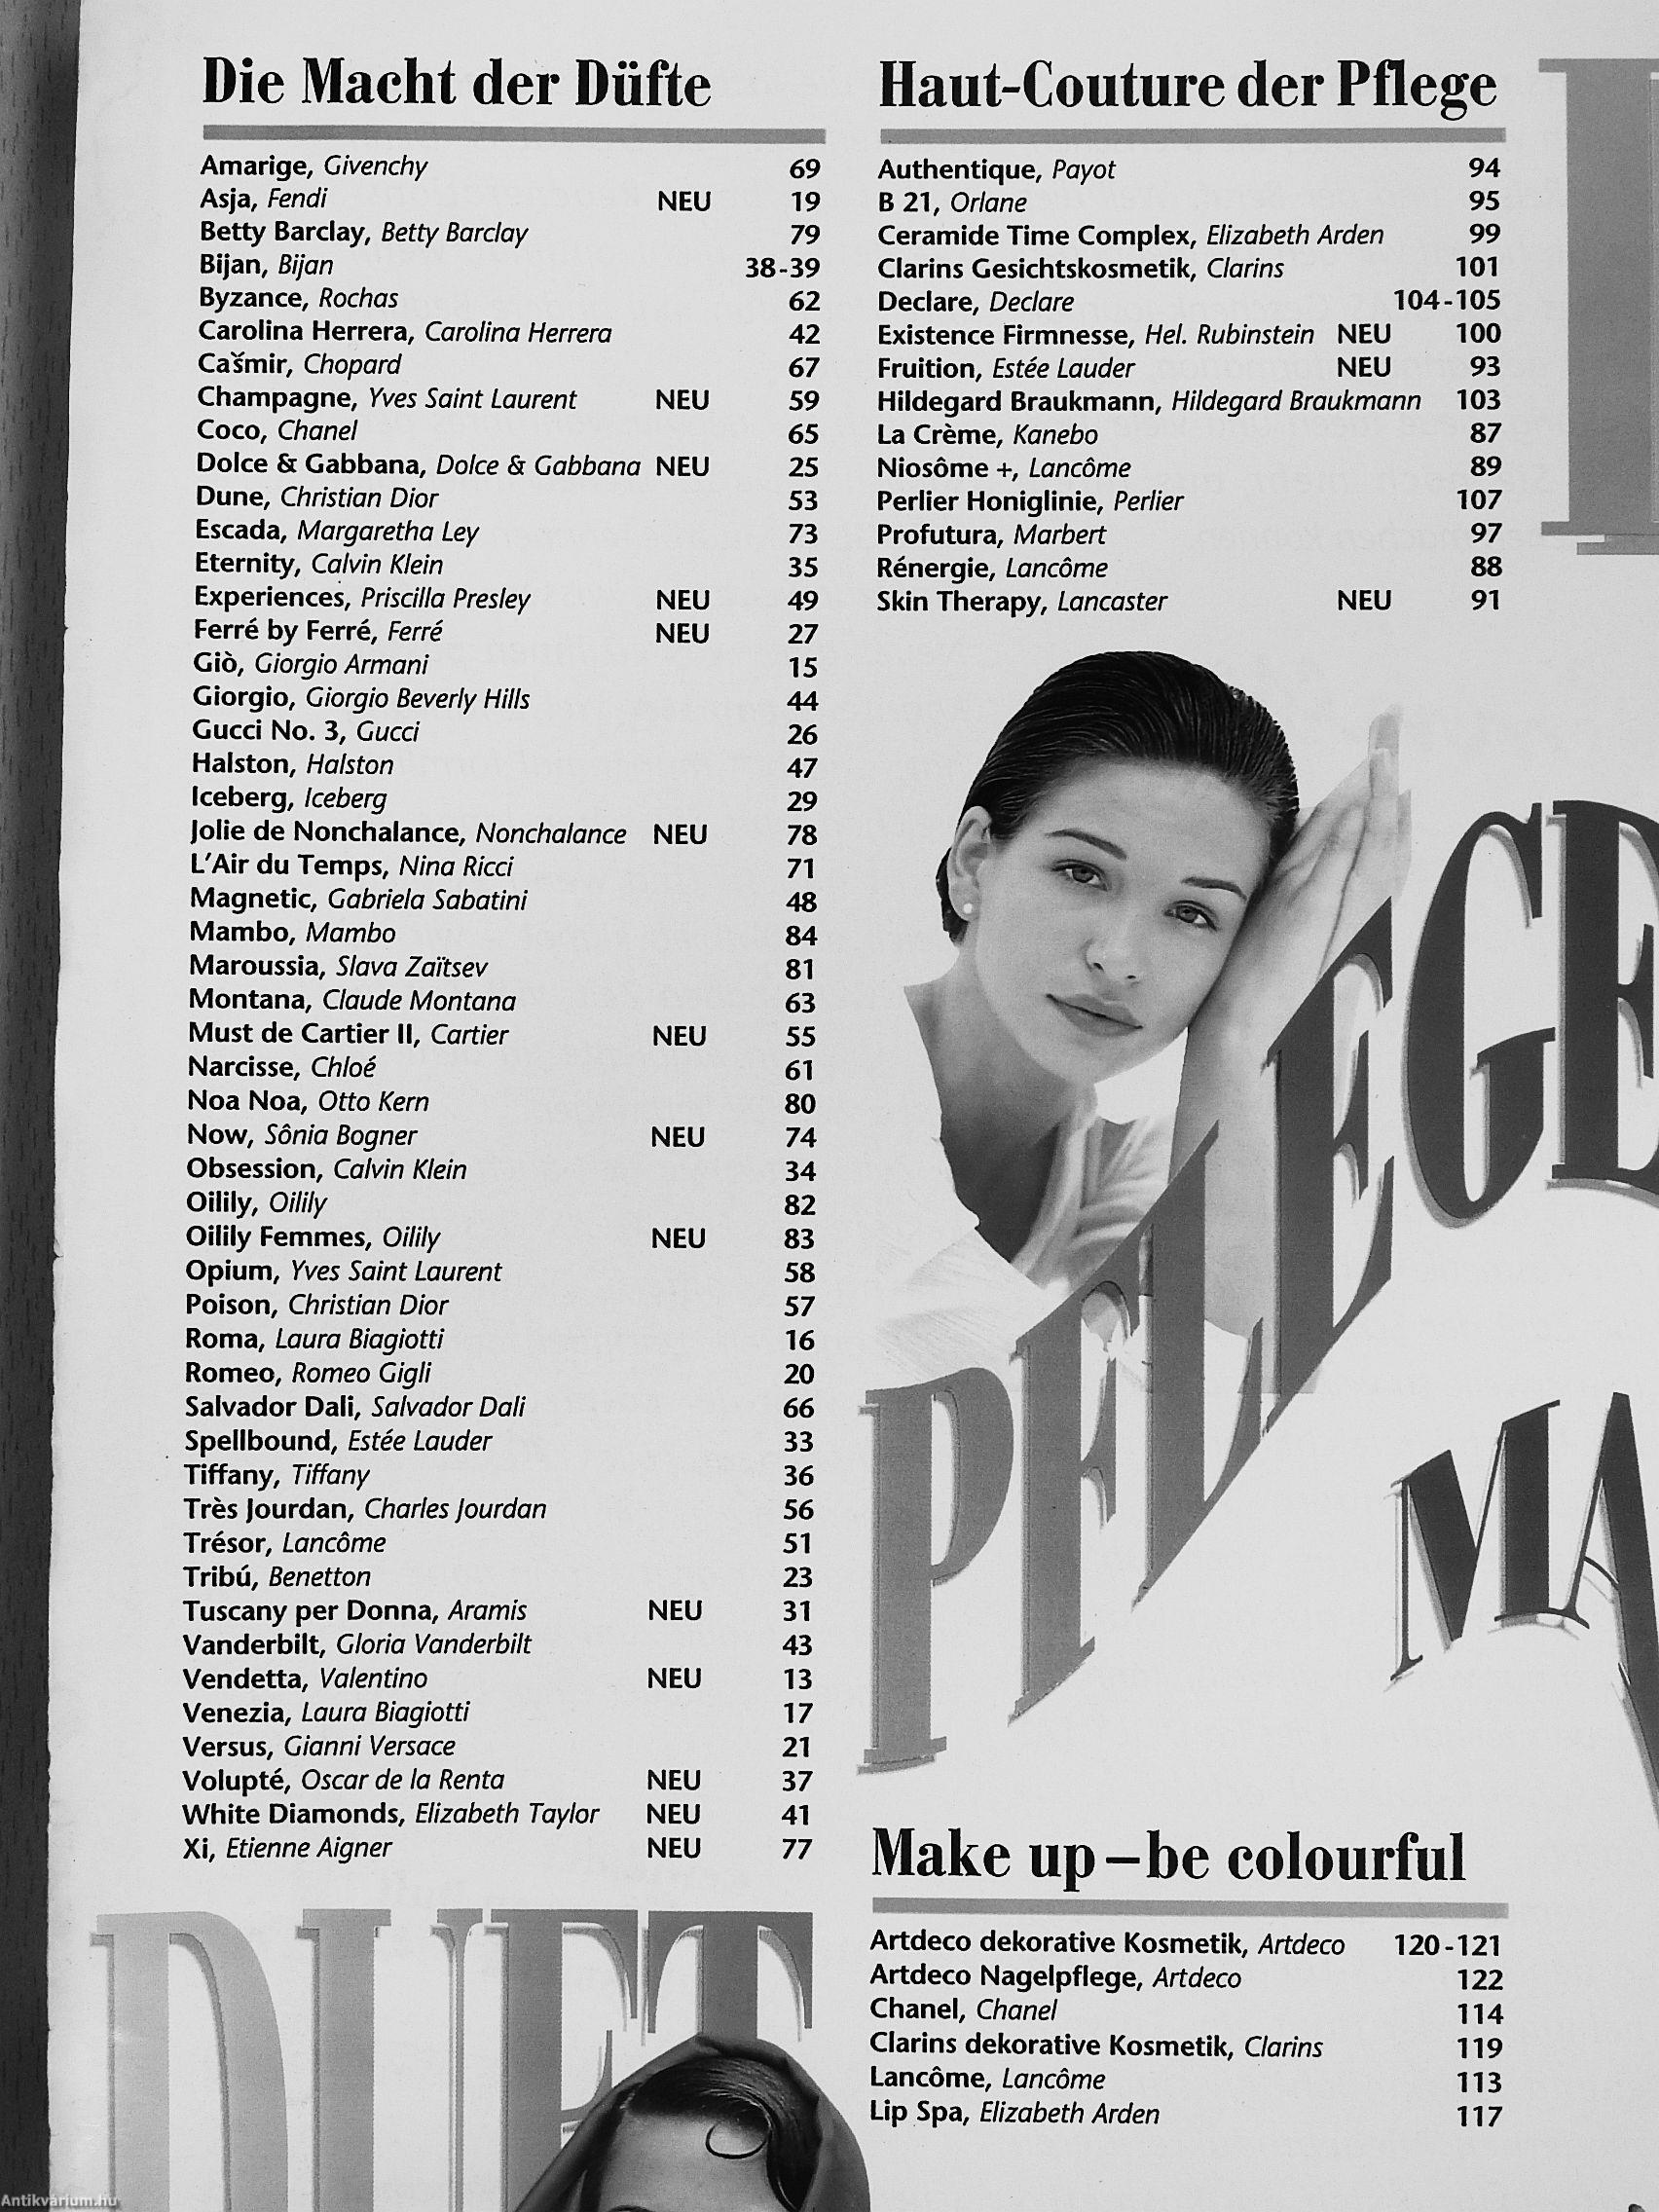 Die Macht der Düfte
Amarige, Givenchy 69
Asja, Fendi NEU 19
Betty Barclay, Betty Barclay 79
Bijan, Bijan 38-39
Byzance, Rochas 62
Carolina Herrera, Carolina Herrera 42
Cašmir, Chopard 67
Champagne, Yves Saint Laurent NEU 59
Coco, Chanel 65
Dolce & Gabbana, Dolce & Gabbana NEU 25
Dune, Christian Dior 53
Escada, Margaretha Ley 73
Eternity, Calvin Klein 35
Experiences, Priscilla Presley NEU 49
Ferré by Ferré, Ferré NEU 27
Giò, Giorgio Armani 15
Giorgio, Giorgio Beverly Hills 44
Gucci No. 3, Gucci 26
Halston, Halston 47
Iceberg, Iceberg 29
Jolie de Nonchalance, Nonchalance NEU 78
L'Air du Temps, Nina Ricci 71
Magnetic, Gabriela Sabatini 48
Mambo, Mambo 84
Maroussia, Slava Zaïtsev 81
Montana, Claude Montana 63
Must de Cartier II, Cartier NEU 55
Narcisse, Chloé 61
Noa Noa, Otto Kern 80
Now, Sônia Bogner NEU 74
Obsession, Calvin Klein 34
Oilily, Oilily 82
Oilily Femmes, Oilily NEU 83
Opium, Yves Saint Laurent 58
Poison, Christian Dior 57
Roma, Laura Biagiotti 16
Romeo, Romeo Gigli 20
Salvador Dali, Salvador Dali 66
Spellbound, Estée Lauder 33
Tiffany, Tiffany 36
Très Jourdan, Charles Jourdan 56
Trésor, Lancôme 51
Tribú, Benetton 23
Tuscany per Donna, Aramis NEU 31
Vanderbilt, Gloria Vanderbilt 43
Vendetta, Valentino NEU 13
Venezia, Laura Biagiotti 17
Versus, Gianni Versace 21
Volupté, Oscar de la Renta NEU 37
White Diamonds, Elizabeth Taylor NEU 41
Xi, Etienne Aigner NEU 77
Haut-Couture der Pflege
Authentique, Payot 94
B 21, Orlane 95
Ceramide Time Complex, Elizabeth Arden 99
Clarins Gesichtskosmetik, Clarins 101
Declare, Declare 104-105
Existence Firmnesse, Hel. Rubinstein NEU 100
Fruition, Estée Lauder NEU 93
Hildegard Braukmann, Hildegard Braukmann 103
La Crème, Kanebo 87
Niosôme +, Lancôme 89
Perlier Honiglinie, Perlier 107
Profutura, Marbert 97
Rénergie, Lancôme 88
Skin Therapy, Lancaster NEU 91
PFLEGE
MA
Make up – be colourful
Artdeco dekorative Kosmetik, Artdeco 120-121
Artdeco Nagelpflege, Artdeco 122
Chanel, Chanel 114
Clarins dekorative Kosmetik, Clarins 119
Lancôme, Lancôme 113
Lip Spa, Elizabeth Arden 117
Antikvárium.hu